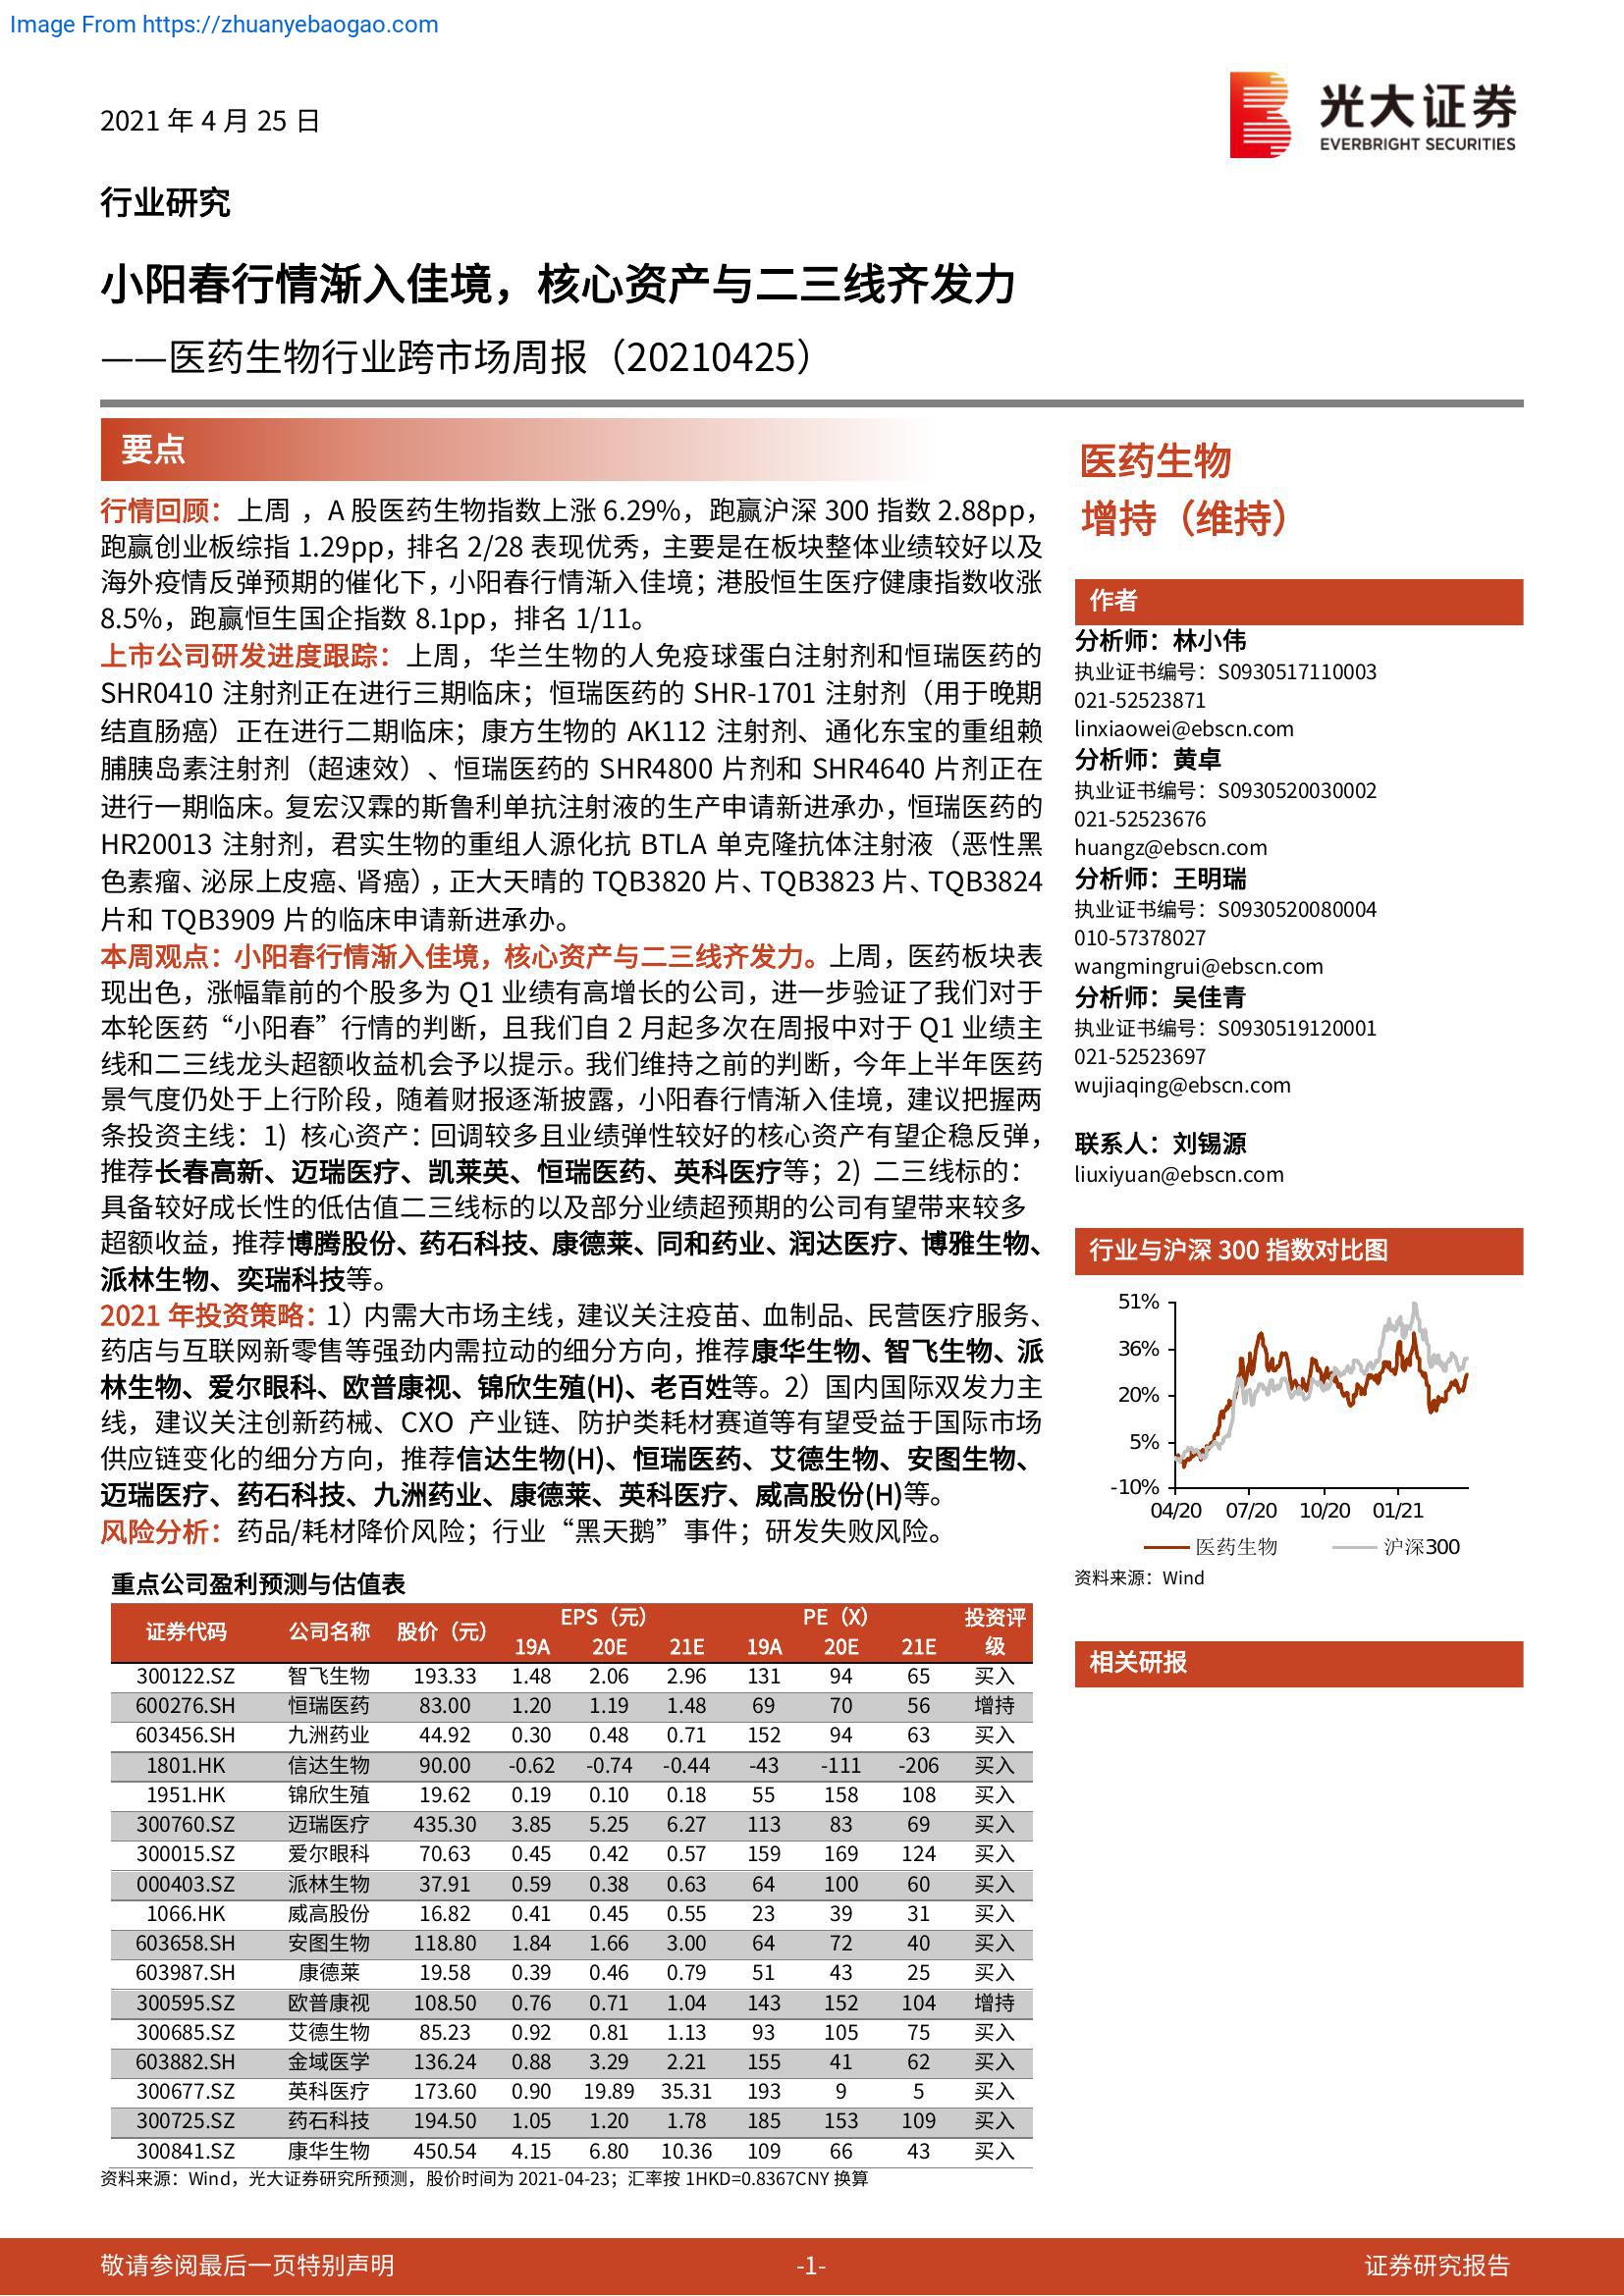 Image From https://zhuanyebaogao.com
2021 年 4 月 25 日
光大证券
EVERBRIGHT SECURITIES
行业研究
小阳春行情渐入佳境，核心资产与二三线齐发力
——医药生物行业跨市场周报（20210425）
要点
行情回顾：上周 ，A 股医药生物指数上涨 6.29%，跑赢沪深 300 指数 2.88pp，
跑赢创业板综指 1.29pp，排名 2/28 表现优秀，主要是在板块整体业绩较好以及
海外疫情反弹预期的催化下，小阳春行情渐入佳境；港股恒生医疗健康指数收涨
8.5%，跑赢恒生国企指数 8.1pp，排名 1/11。
上市公司研发进度跟踪：上周，华兰生物的人免疫球蛋白注射剂和恒瑞医药的
SHR0410 注射剂正在进行三期临床；恒瑞医药的 SHR-1701 注射剂（用于晚期
结直肠癌）正在进行二期临床；康方生物的 AK112 注射剂、通化东宝的重组赖
脯胰岛素注射剂（超速效）、恒瑞医药的 SHR4800 片剂和 SHR4640 片剂正在
进行一期临床。复宏汉霖的斯鲁利单抗注射液的生产申请新进承办，恒瑞医药的
HR20013 注射剂，君实生物的重组人源化抗 BTLA 单克隆抗体注射液（恶性黑
色素瘤、泌尿上皮癌、肾癌），正大天晴的 TQB3820 片、TQB3823 片、TQB3824
片和 TQB3909 片的临床申请新进承办。
本周观点：小阳春行情渐入佳境，核心资产与二三线齐发力。上周，医药板块表
现出色，涨幅靠前的个股多为 Q1 业绩有高增长的公司，进一步验证了我们对于
本轮医药“小阳春”行情的判断，且我们自 2 月起多次在周报中对于 Q1 业绩主
线和二三线龙头超额收益机会予以提示。我们维持之前的判断，今年上半年医药
景气度仍处于上行阶段，随着财报逐渐披露，小阳春行情渐入佳境，建议把握两
条投资主线：1）核心资产：回调较多且业绩弹性较好的核心资产有望企稳反弹，
推荐长春高新、迈瑞医疗、凯莱英、恒瑞医药、英科医疗等；2）二三线标的：
具备较好成长性的低估值二三线标的以及部分业绩超预期的公司有望带来较多
超额收益，推荐博腾股份、药石科技、康德莱、同和药业、润达医疗、博雅生物、
派林生物、奕瑞科技等。
2021 年投资策略：1）内需大市场主线，建议关注疫苗、血制品、民营医疗服务、
药店与互联网新零售等强劲内需拉动的细分方向，推荐康华生物、智飞生物、派
林生物、爱尔眼科、欧普康视、锦欣生殖(H)、老百姓等。2）国内国际双发力主
线，建议关注创新药械、CXO 产业链、防护类耗材赛道等有望受益于国际市场
供应链变化的细分方向，推荐信达生物(H)、恒瑞医药、艾德生物、安图生物、
迈瑞医疗、药石科技、九洲药业、康德莱、英科医疗、威高股份(H)等。
风险分析：药品/耗材降价风险；行业“黑天鹅”事件；研发失败风险。
重点公司盈利预测与估值表
证券代码 公司名称 股价（元） EPS（元） PE（X） 投资评级
19A 20E 21E 19A 20E 21E
300122.SZ 智飞生物 193.33 1.48 2.06 2.96 131 94 65 买入
600276.SH 恒瑞医药 83.00 1.20 1.19 1.48 69 70 56 增持
603456.SH 九洲药业 44.92 0.30 0.48 0.71 152 94 63 买入
1801.HK 信达生物 90.00 -0.62 -0.74 -0.44 -43 -111 -206 买入
1951.HK 锦欣生殖 19.62 0.19 0.10 0.18 55 158 108 买入
300760.SZ 迈瑞医疗 435.30 3.85 5.25 6.27 113 83 69 买入
300015.SZ 爱尔眼科 70.63 0.45 0.42 0.57 159 169 124 买入
000403.SZ 派林生物 37.91 0.59 0.38 0.63 64 100 60 买入
1066.HK 威高股份 16.82 0.41 0.45 0.55 23 39 31 买入
603658.SH 安图生物 118.80 1.84 1.66 3.00 64 72 40 买入
603987.SH 康德莱 19.58 0.39 0.46 0.79 51 43 25 买入
300595.SZ 欧普康视 108.50 0.76 0.71 1.04 143 152 104 增持
300685.SZ 艾德生物 85.23 0.92 0.81 1.13 93 105 75 买入
603882.SH 金域医学 136.24 0.88 3.29 2.21 155 41 62 买入
300677.SZ 英科医疗 173.60 0.90 19.89 35.31 193 9 5 买入
300725.SZ 药石科技 194.50 1.05 1.20 1.78 185 153 109 买入
300841.SZ 康华生物 450.54 4.15 6.80 10.36 109 66 43 买入
资料来源：Wind，光大证券研究所预测，股价时间为 2021-04-23；汇率按 1HKD=0.8367CNY 换算
医药生物
增持（维持）
作者
分析师：林小伟
执业证书编号：S0930517110003
021-52523871
linxiaowei@ebscn.com
分析师：黄卓
执业证书编号：S0930520030002
021-52523676
huangz@ebscn.com
分析师：王明瑞
执业证书编号：S0930520080004
010-57378027
wangmingrui@ebscn.com
分析师：吴佳青
执业证书编号：S0930519120001
021-52523697
wujiaqing@ebscn.com
联系人：刘锡源
liuxiyuan@ebscn.com
行业与沪深 300 指数对比图
51%
36%
20%
5%
-10%
04/20 07/20 10/20 01/21
医药生物 沪深300
资料来源：Wind
相关研报
敬请参阅最后一页特别声明 -1- 证券研究报告